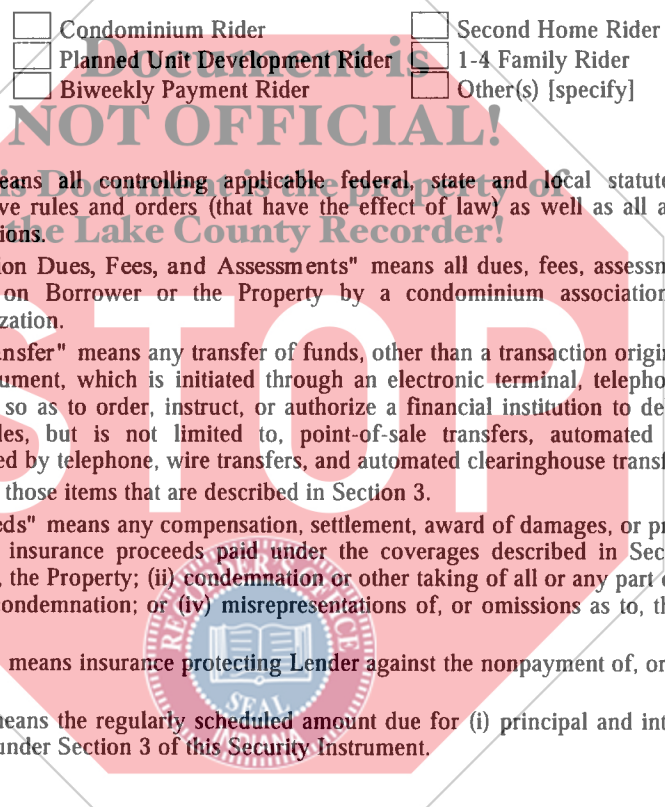 Condominium Rider Second Home Rider
Planned Unit Development Rider 1-4 Family Rider
Biweekly Payment Rider Other(s) [specify]
Document is
NOT OFFICIAL!
This Document is the property of
the Lake County Recorder!
eans all controlling applicable federal, state and local statute
ve rules and orders (that have the effect of law) as well as all a
ions.
on Dues, Fees, and Assessments" means all dues, fees, assessm
on Borrower or the Property by a condominium association
zation.
ansfer" means any transfer of funds, other than a transaction origin
ument, which is initiated through an electronic terminal, telepho
so as to order, instruct, or authorize a financial institution to de
les, but is not limited to, point-of-sale transfers, automated
ed by telephone, wire transfers, and automated clearinghouse transf
those items that are described in Section 3.
eds" means any compensation, settlement, award of damages, or pr
insurance proceeds paid under the coverages described in Sec
, the Property; (ii) condemnation or other taking of all or any part o
ondemnation; or (iv) misrepresentations of, or omissions as to, th
means insurance protecting Lender against the nonpayment of, or
means the regularly scheduled amount due for (i) principal and int
under Section 3 of this Security Instrument.
STOP
RECORDER'S OFFICE
SEAL
INDIANA